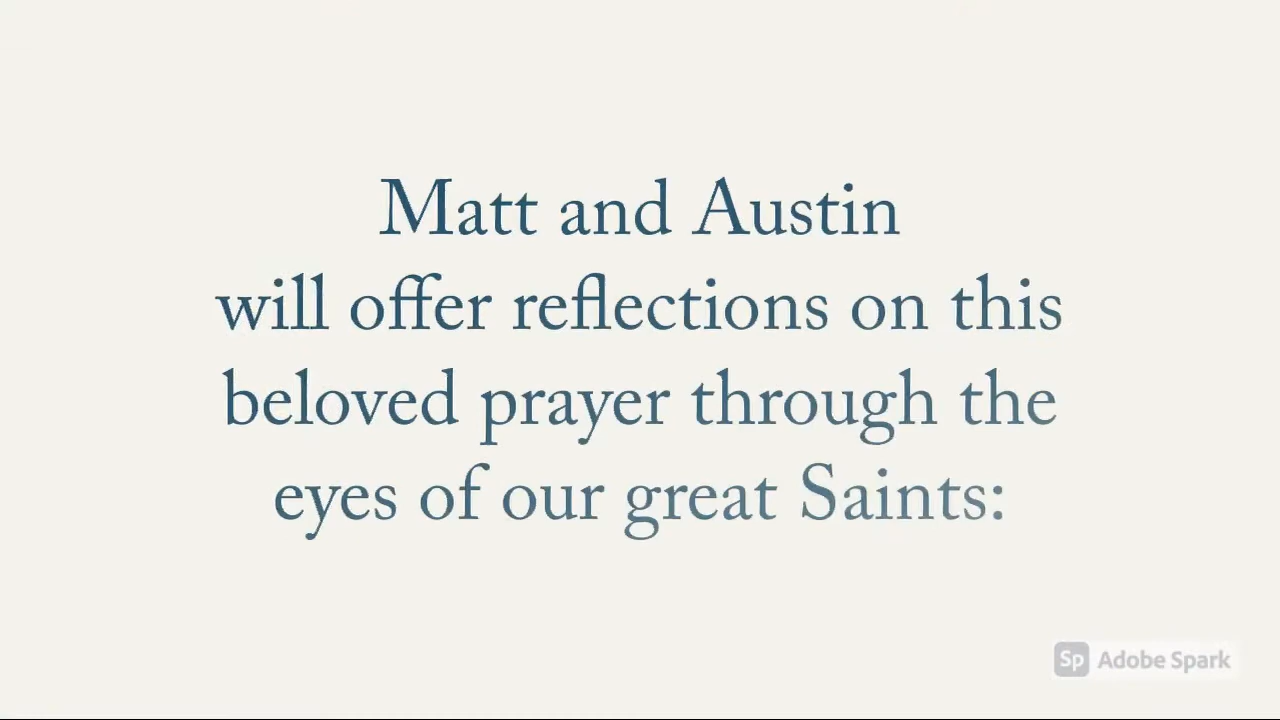 Matt and Austin
will offer reflections on this
beloved prayer through the
eyes of our great Saints:
Sp Adobe Spark